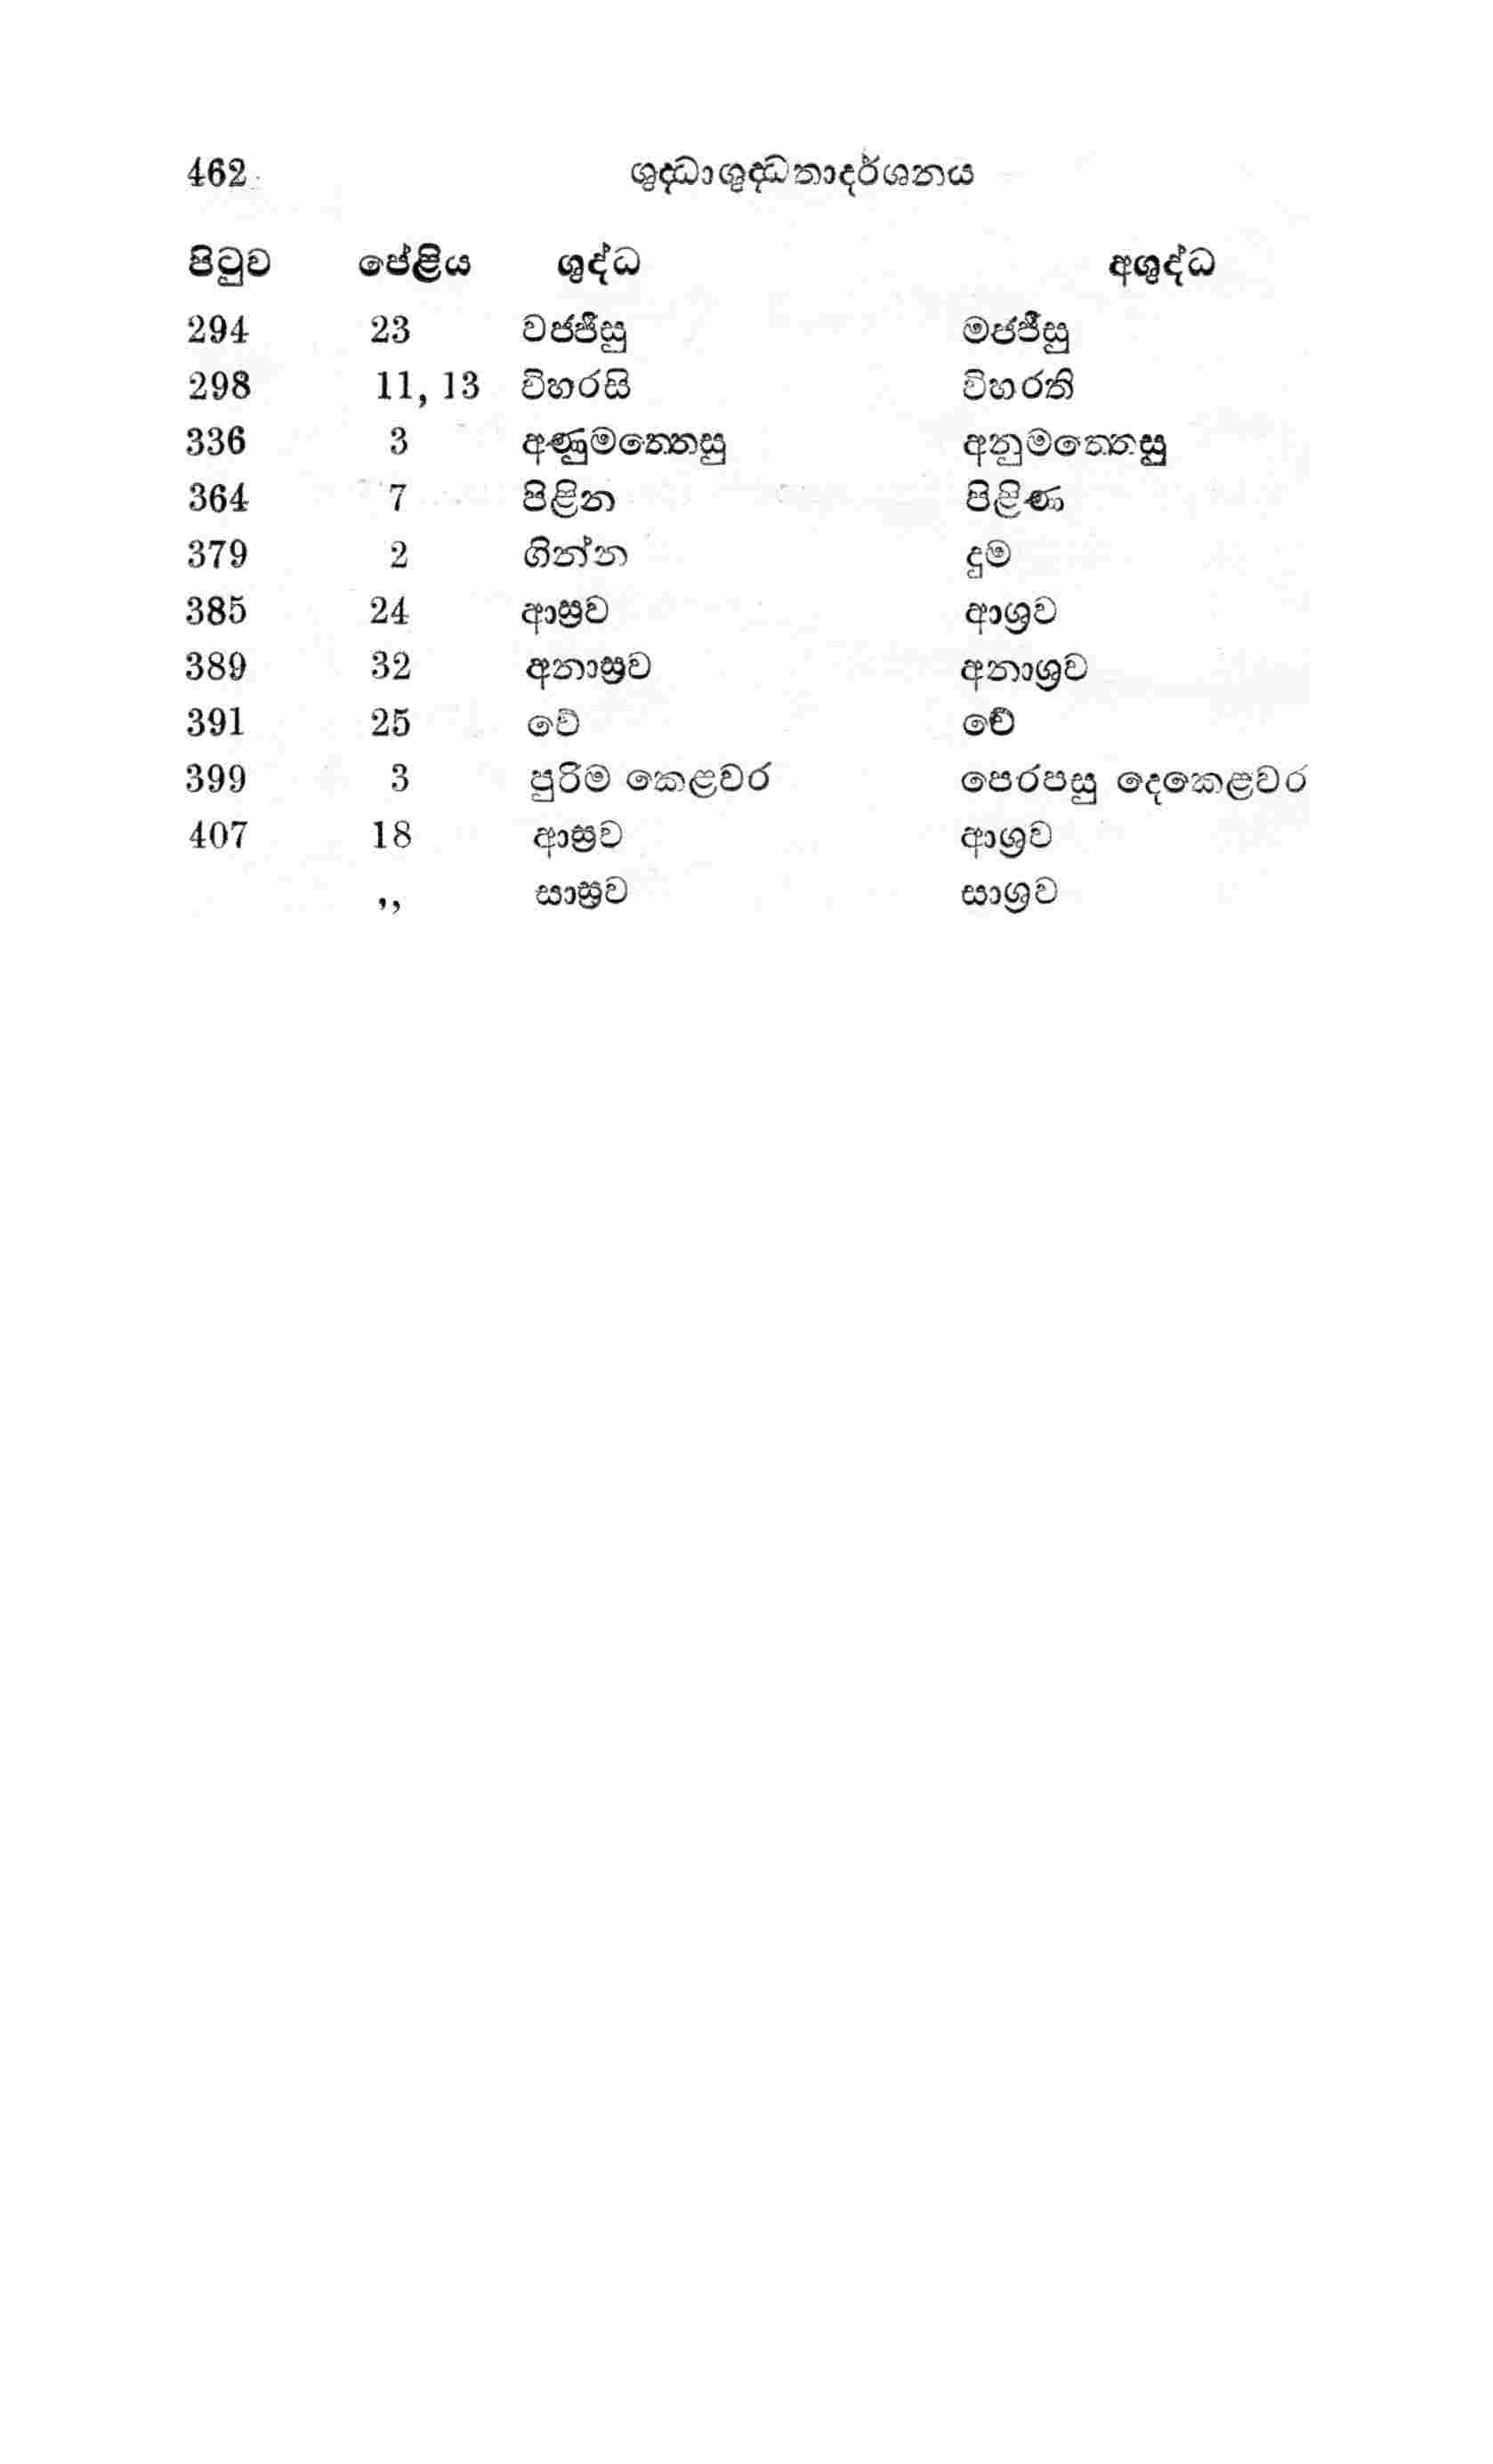 462 ශුද්ධාශුද්ධතාදර්ශනය
පිටුව පේළිය ශුද්ධ අශුද්ධ
294 23 වජ්ජීසු මජ්ජීසු
298 11, 13 විහරසි විහරති
336 3 අණුමත්තෙසු අනුමත්තෙසු
364 7 පිළින පිළිණ
379 2 ගින්න දුම
385 24 ආස්‍රව ආශ්‍රව
389 32 අනාස්‍රව අනාශ්‍රව
391 25 වේ චේ
399 3 පුරිම කෙළවර පෙරපසු දෙකෙළවර
407 18 ආස්‍රව ආශ්‍රව
,, සාස්‍රව සාශ්‍රව